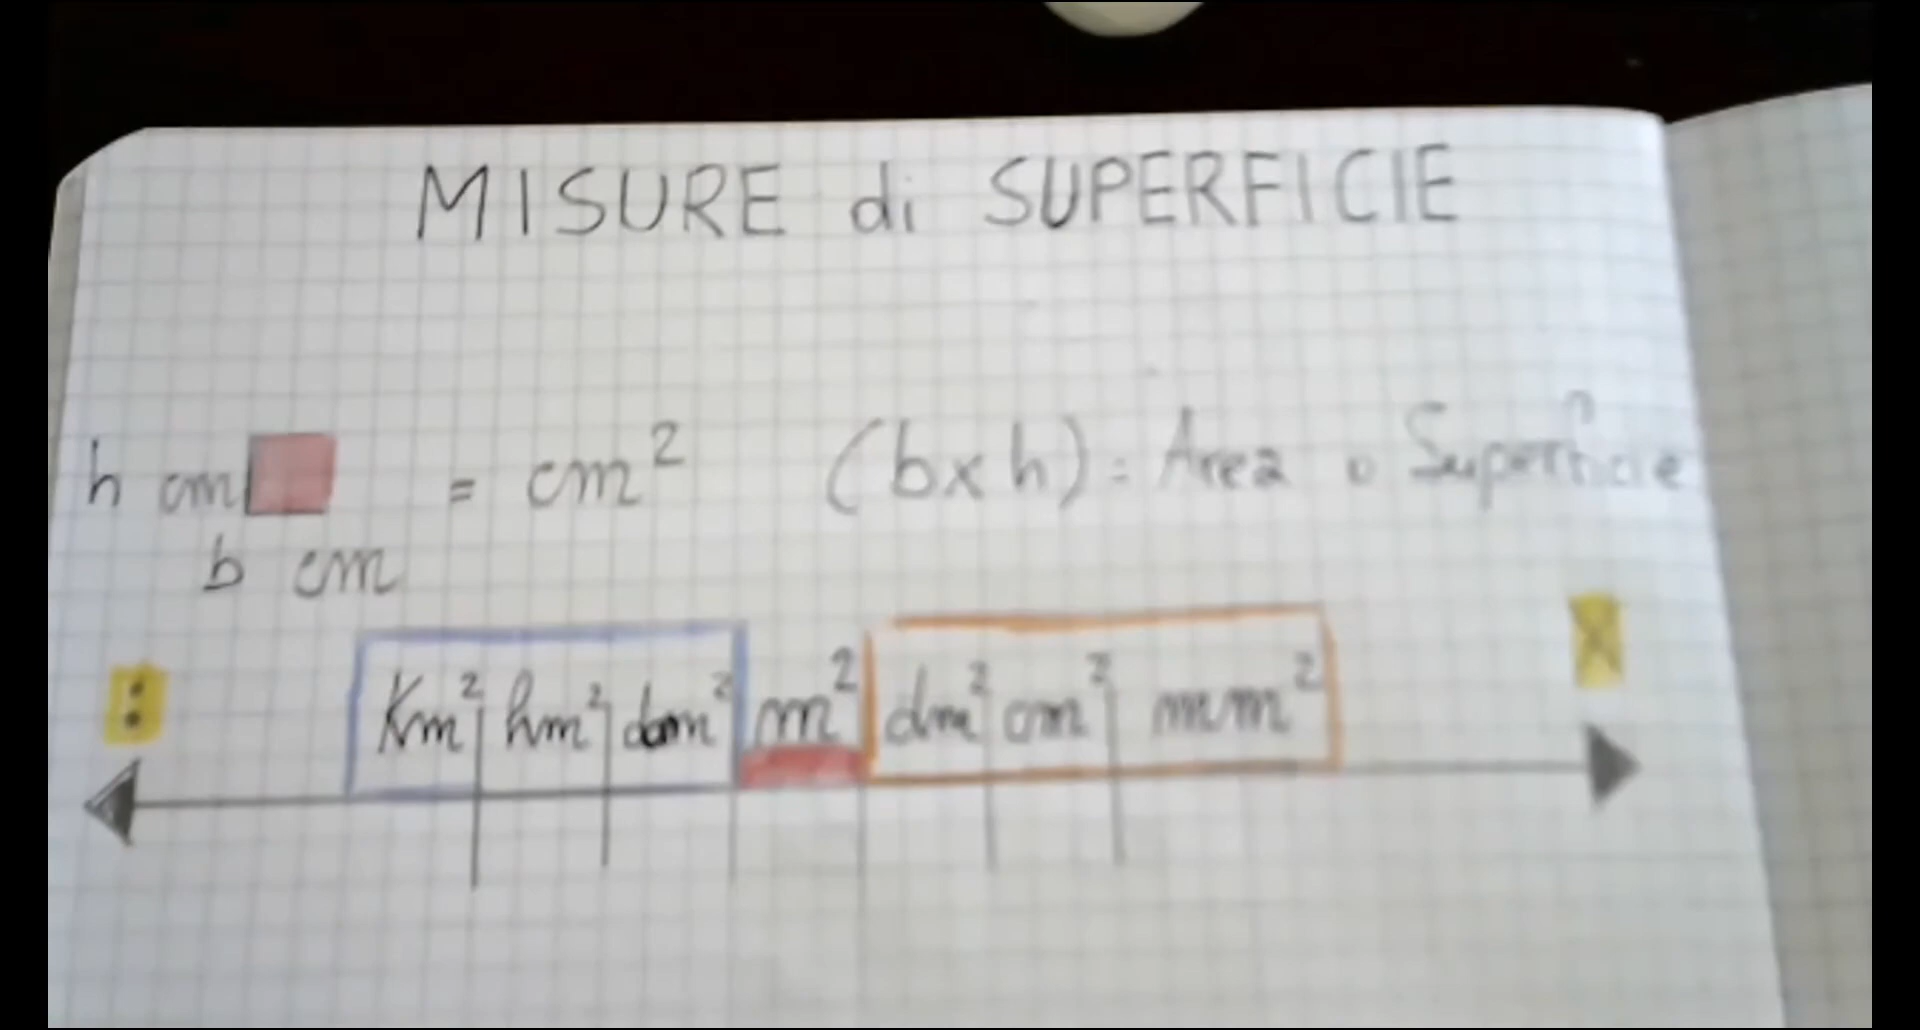 MISURE di SUPERFICIE
h cm = cm² (b x h) = Area o Superficie
b cm
: x
Km² hm² dam² m² dm² cm² mm²